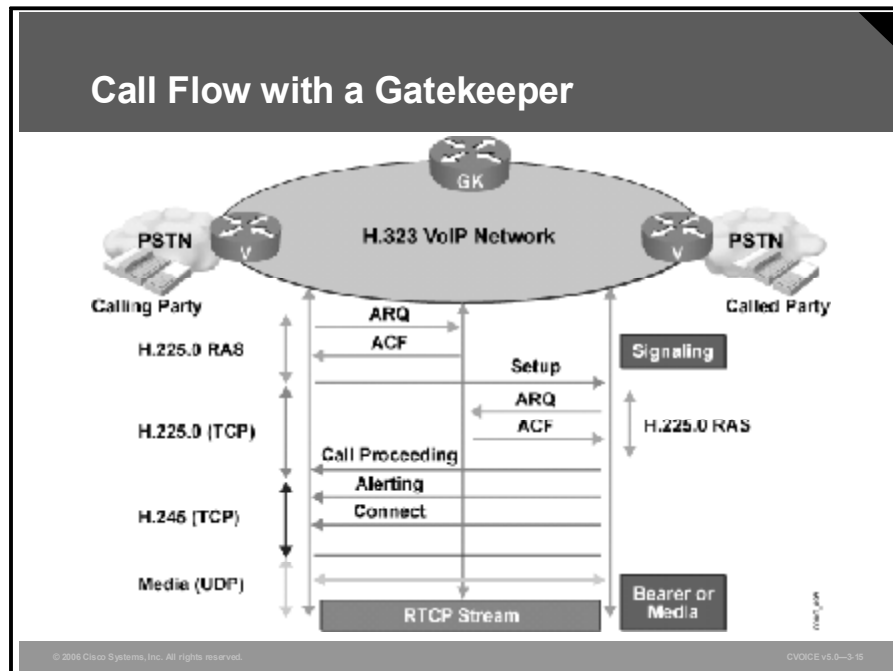 Call Flow with a Gatekeeper
GK
PSTN
V
H.323 VoIP Network
V
PSTN
Calling Party
Called Party
ARQ
H.225.0 RAS
ACF
Signaling
Setup
ARQ
H.225.0 (TCP)
ACF
H.225.0 RAS
Call Proceeding
Alerting
H.245 (TCP)
Connect
Media (UDP)
Bearer or
Media
RTCP Stream
© 2006 Cisco Systems, Inc. All rights reserved.
CVOICE v5.0—3-15